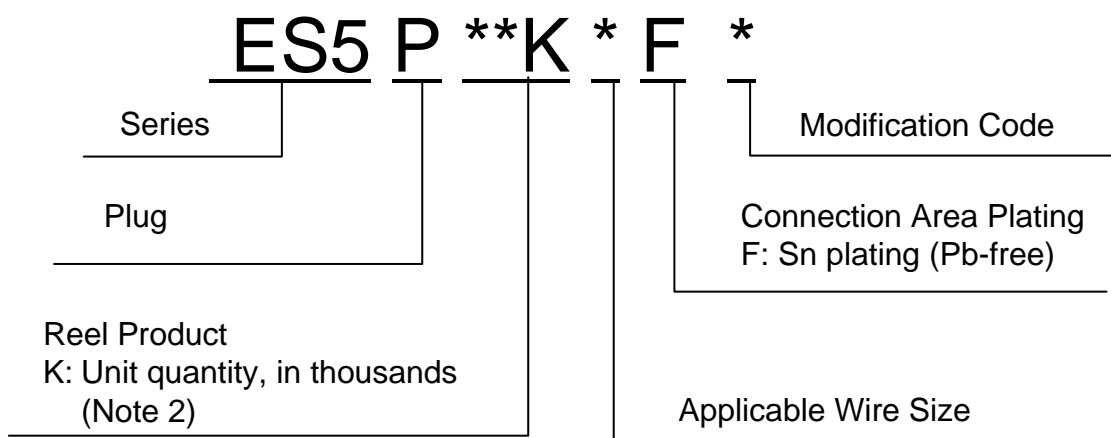 ES5 P **K * F *
Series
Modification Code
Plug
Connection Area Plating
F: Sn plating (Pb-free)
Reel Product
K: Unit quantity, in thousands
(Note 2)
Applicable Wire Size